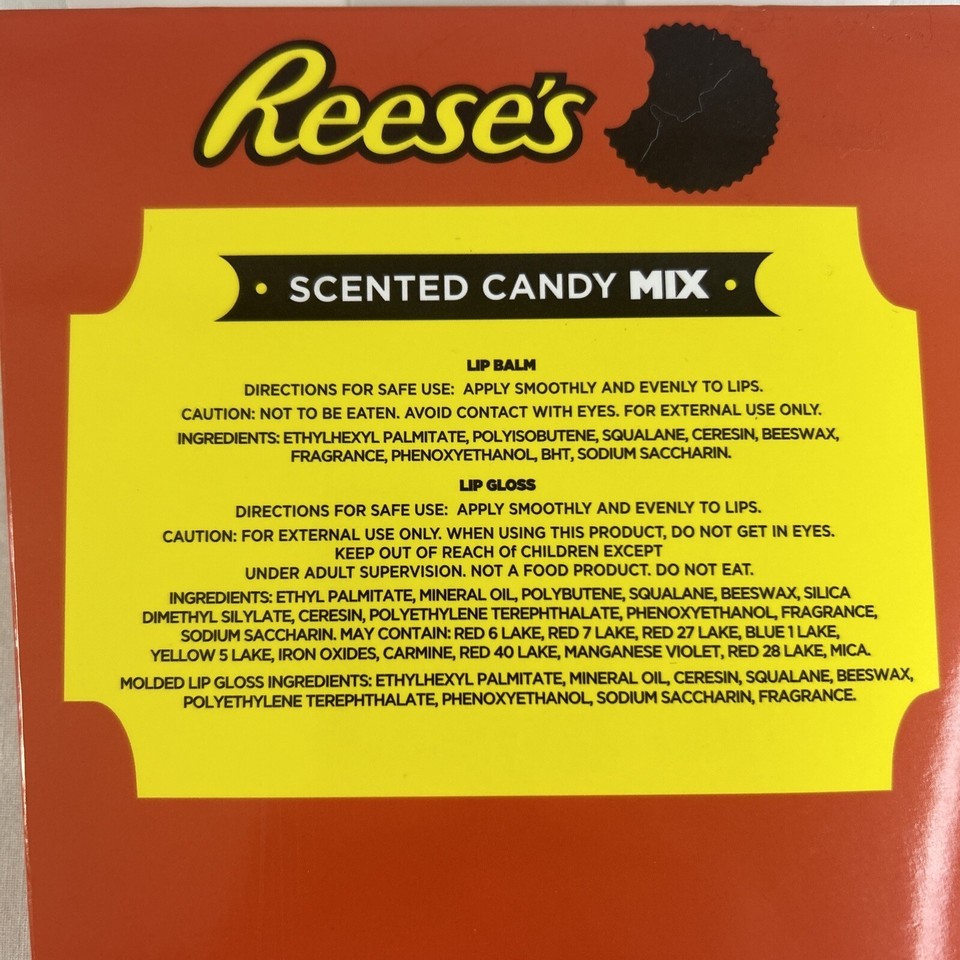 Reese's
SCENTED CANDY MIX
LIP BALM
DIRECTIONS FOR SAFE USE: APPLY SMOOTHLY AND EVENLY TO LIPS.
CAUTION: NOT TO BE EATEN. AVOID CONTACT WITH EYES. FOR EXTERNAL USE ONLY.
INGREDIENTS: ETHYLHEXYL PALMITATE, POLYISOBUTENE, SQUALANE, CERESIN, BEESWAX,
FRAGRANCE, PHENOXYETHANOL, BHT, SODIUM SACCHARIN.
LIP GLOSS
DIRECTIONS FOR SAFE USE: APPLY SMOOTHLY AND EVENLY TO LIPS.
CAUTION: FOR EXTERNAL USE ONLY. WHEN USING THIS PRODUCT, DO NOT GET IN EYES.
KEEP OUT OF REACH Of CHILDREN EXCEPT
UNDER ADULT SUPERVISION. NOT A FOOD PRODUCT. DO NOT EAT.
INGREDIENTS: ETHYL PALMITATE, MINERAL OIL, POLYBUTENE, SQUALANE, BEESWAX, SILICA
DIMETHYL SILYLATE, CERESIN, POLYETHYLENE TEREPHTHALATE, PHENOXYETHANOL, FRAGRANCE,
SODIUM SACCHARIN. MAY CONTAIN: RED 6 LAKE, RED 7 LAKE, RED 27 LAKE, BLUE 1 LAKE,
YELLOW 5 LAKE, IRON OXIDES, CARMINE, RED 40 LAKE, MANGANESE VIOLET, RED 28 LAKE, MICA.
MOLDED LIP GLOSS INGREDIENTS: ETHYLHEXYL PALMITATE, MINERAL OIL, CERESIN, SQUALANE, BEESWAX,
POLYETHYLENE TEREPHTHALATE, PHENOXYETHANOL, SODIUM SACCHARIN, FRAGRANCE.